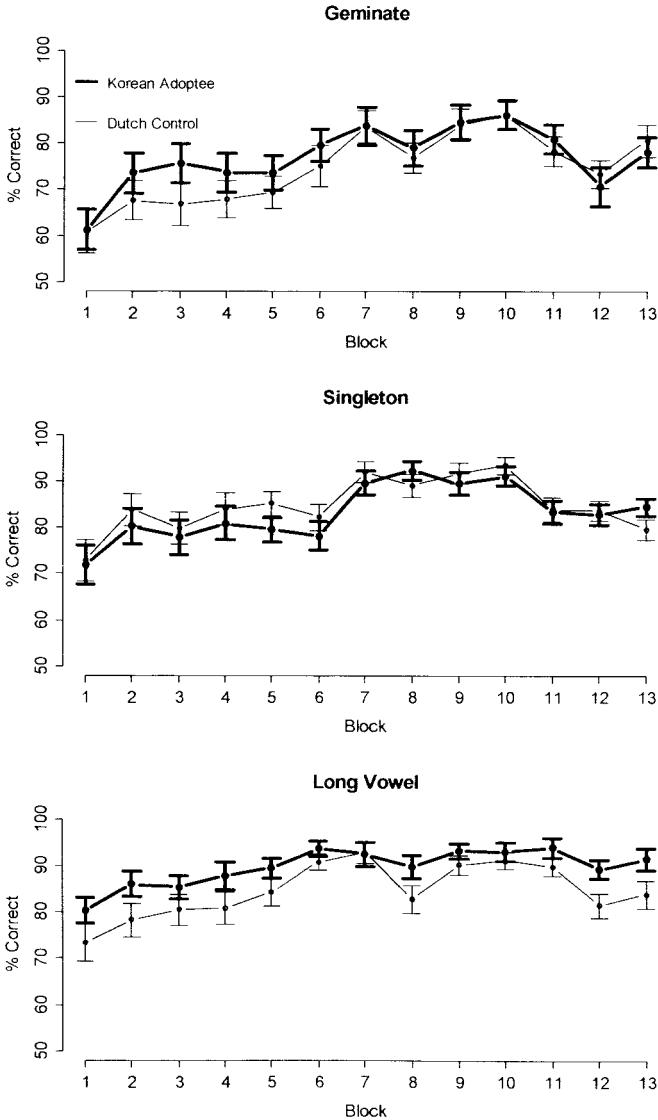 Geminate
100
90
80
70
60
50
% Correct
Korean Adoptee
Dutch Control
1 2 3 4 5 6 7 8 9 10 11 12 13
Block
Singleton
100
90
80
70
60
50
% Correct
1 2 3 4 5 6 7 8 9 10 11 12 13
Block
Long Vowel
100
90
80
70
60
50
% Correct
1 2 3 4 5 6 7 8 9 10 11 12 13
Block